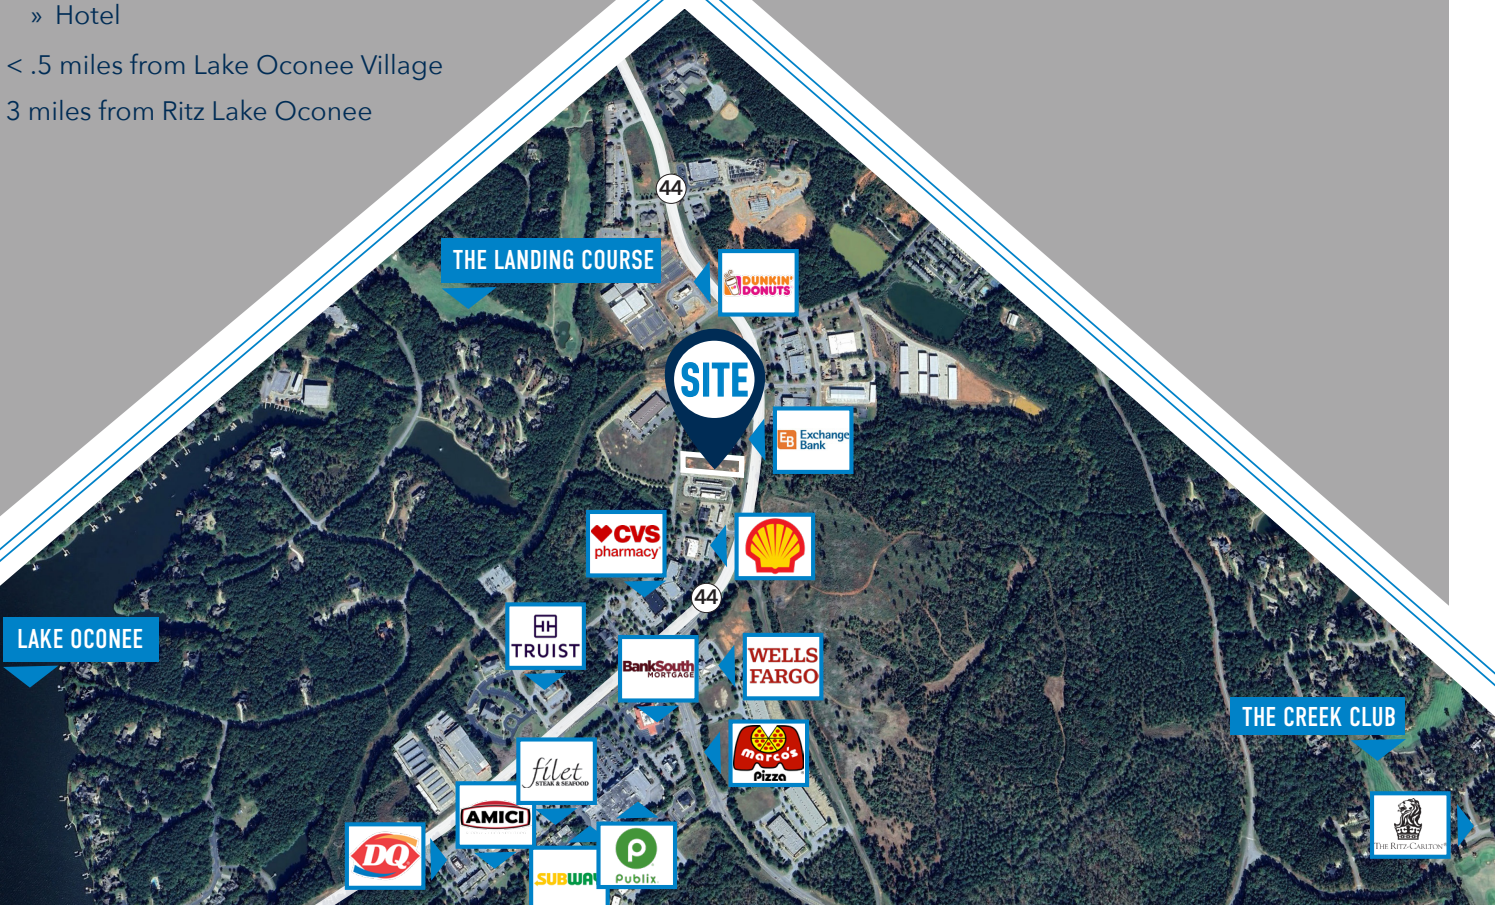 » Hotel
< .5 miles from Lake Oconee Village
3 miles from Ritz Lake Oconee
44
THE LANDING COURSE
DUNKIN'
DONUTS
SITE
EB Exchange
Bank
CVS
pharmacy
44
LAKE OCONEE
TRUIST
BankSouth
MORTGAGE
WELLS
FARGO
THE CREEK CLUB
marco's
Pizza
filet
STEAK & SEAFOOD
AMICI
DQ
SUBWAY
Publix
THE RITZ-CARLTON